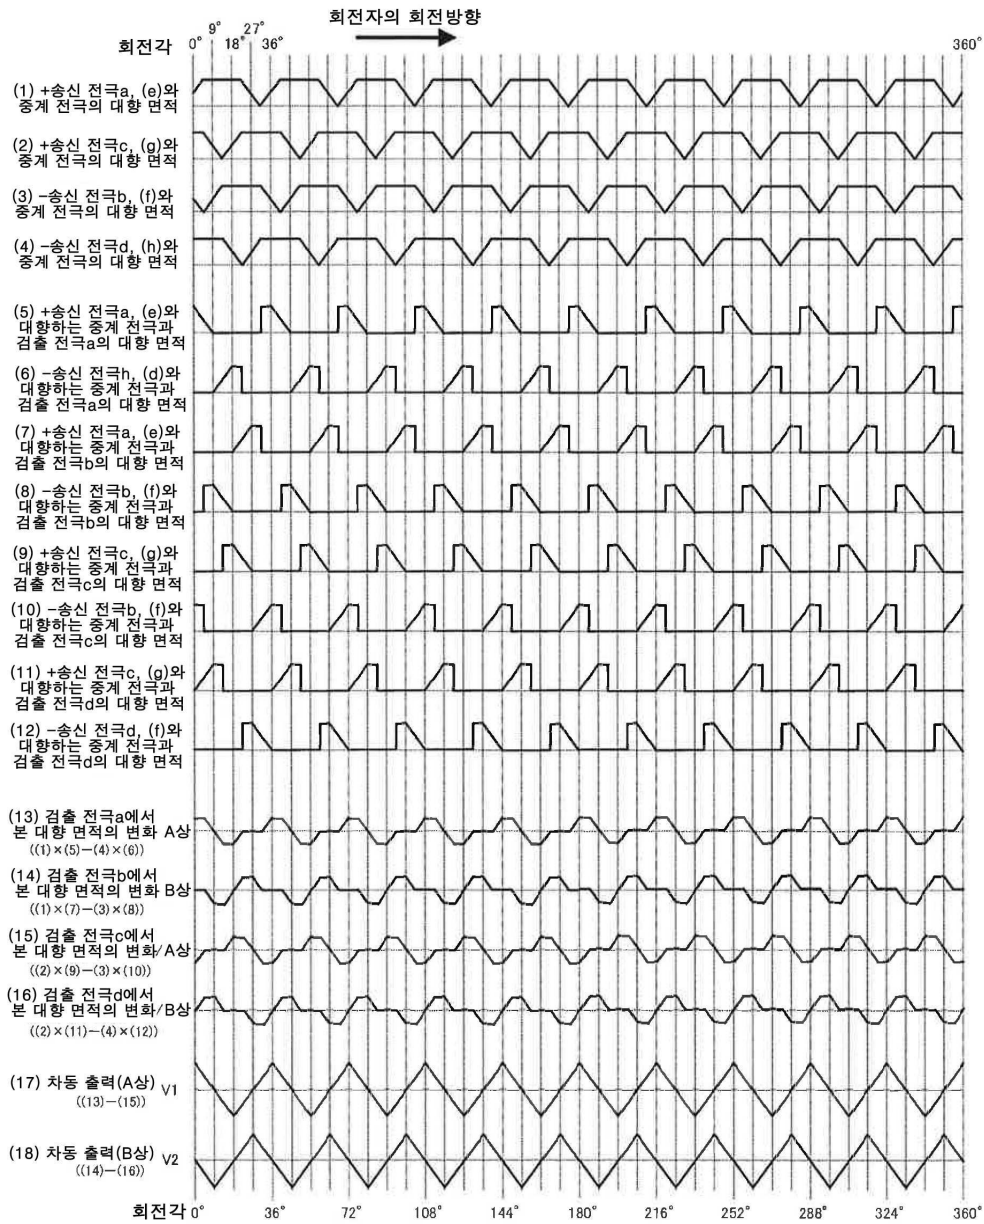 회전자의 회전방향
9° 27°
회전각 0° 18° 36° 360°
(1) +송신 전극a, (e)와
중계 전극의 대향 면적
(2) +송신 전극c, (g)와
중계 전극의 대향 면적
(3) −송신 전극b, (f)와
중계 전극의 대향 면적
(4) −송신 전극d, (h)와
중계 전극의 대향 면적
(5) +송신 전극a, (e)와
대향하는 중계 전극과
검출 전극a의 대향 면적
(6) −송신 전극h, (d)와
대향하는 중계 전극과
검출 전극a의 대향 면적
(7) +송신 전극a, (e)와
대향하는 중계 전극과
검출 전극b의 대향 면적
(8) −송신 전극b, (f)와
대향하는 중계 전극과
검출 전극b의 대향 면적
(9) +송신 전극c, (g)와
대향하는 중계 전극과
검출 전극c의 대향 면적
(10) −송신 전극b, (f)와
대향하는 중계 전극과
검출 전극c의 대향 면적
(11) +송신 전극c, (g)와
대향하는 중계 전극과
검출 전극d의 대향 면적
(12) −송신 전극d, (f)와
대향하는 중계 전극과
검출 전극d의 대향 면적
(13) 검출 전극a에서
본 대향 면적의 변화 A상
((1)×(5)−(4)×(6))
(14) 검출 전극b에서
본 대향 면적의 변화 B상
((1)×(7)−(3)×(8))
(15) 검출 전극c에서
본 대향 면적의 변화/A상
((2)×(9)−(3)×(10))
(16) 검출 전극d에서
본 대향 면적의 변화/B상
((2)×(11)−(4)×(12))
(17) 차동 출력(A상) V1
((13)−(15))
(18) 차동 출력(B상) V2
((14)−(16))
회전각 0° 36° 72° 108° 144° 180° 216° 252° 288° 324° 360°